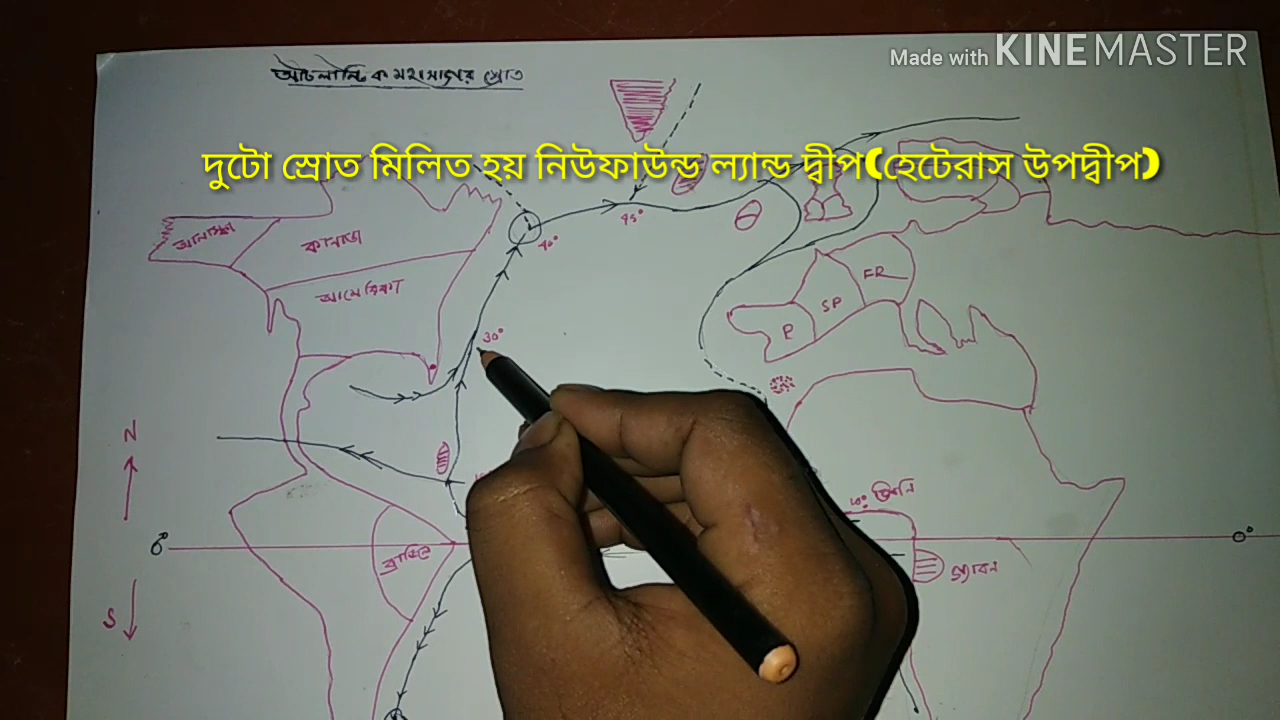 Made with KINEMASTER
আটলান্টিক মহাসাগর স্রোত
দুটো স্রোত মিলিত হয় নিউফাউন্ড ল্যান্ড দ্বীপ(হেটেরাস উপদ্বীপ)
আলাস্কা
কানাডা
40°
45°
আমেরিকা
FR
SP
P
30°
N
10° গিনি
0°
0°
ব্রাজিল
গ্যাবন
S